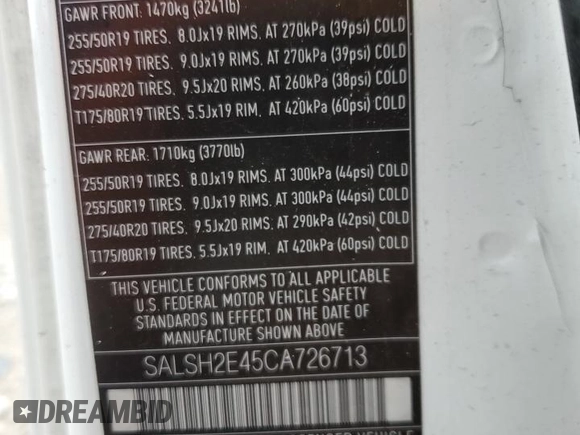 GAWR FRONT: 1470kg (3241lb)
255/50R19 TIRES, 8.0Jx19 RIMS, AT 270kPa (39psi) COLD
255/50R19 TIRES, 9.0Jx19 RIMS, AT 270kPa (39psi) COLD
275/40R20 TIRES, 9.5Jx20 RIMS, AT 260kPa (38psi) COLD
T175/80R19 TIRES, 5.5Jx19 RIM, AT 420kPa (60psi) COLD
GAWR REAR: 1710kg (3770lb)
255/50R19 TIRES, 8.0Jx19 RIMS, AT 300kPa (44psi) COLD
255/50R19 TIRES, 9.0Jx19 RIMS, AT 300kPa (44psi) COLD
275/40R20 TIRES, 9.5Jx20 RIMS, AT 290kPa (42psi) COLD
T175/80R19 TIRES, 5.5Jx19 RIM, AT 420kPa (60psi) COLD
THIS VEHICLE CONFORMS TO ALL APPLICABLE
U.S. FEDERAL MOTOR VEHICLE SAFETY
STANDARDS IN EFFECT ON THE DATE OF
MANUFACTURE SHOWN ABOVE.
SALSH2E45CA726713
DREAMBID
VEHICLE